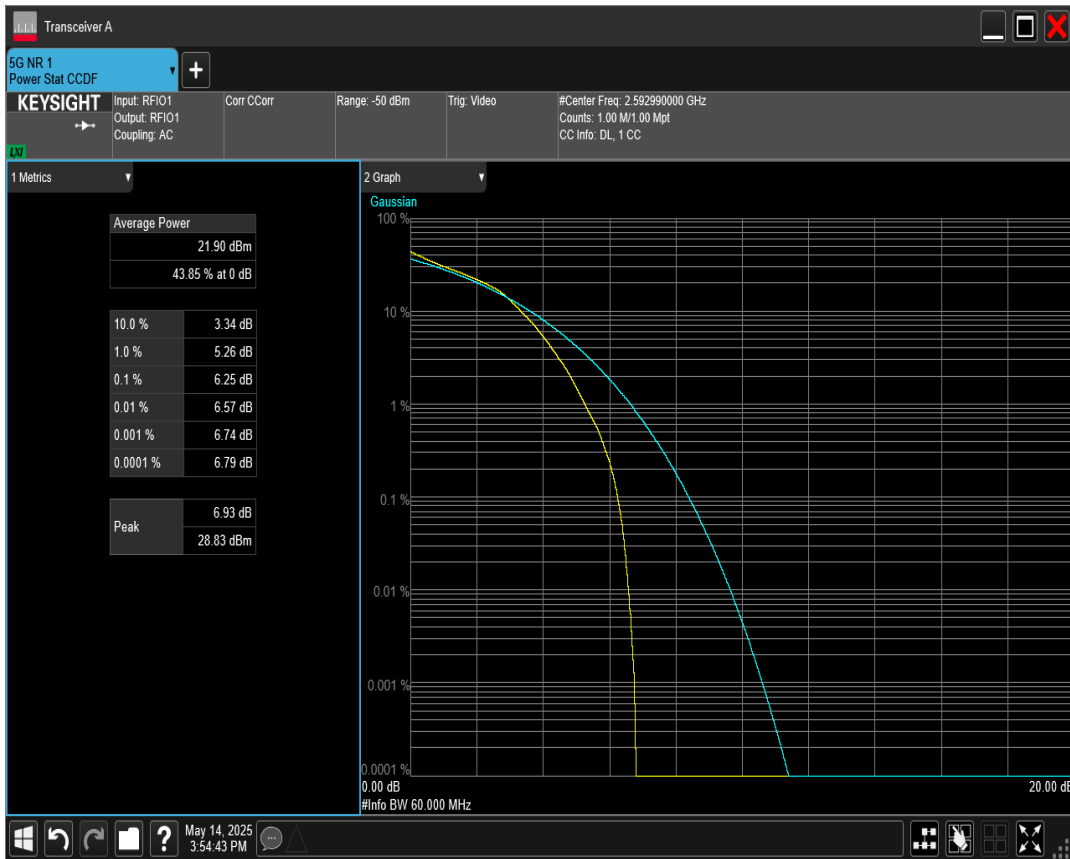 Transceiver A
5G NR 1
Power Stat CCDF
KEYSIGHT
LXI
Input: RFIO1
Output: RFIO1
Coupling: AC
Corr CCorr
Range: -50 dBm
Trig: Video
#Center Freq: 2.592990000 GHz
Counts: 1.00 M/1.00 Mpt
CC Info: DL, 1 CC
1 Metrics
Average Power
21.90 dBm
43.85 % at 0 dB
10.0 % 3.34 dB
1.0 % 5.26 dB
0.1 % 6.25 dB
0.01 % 6.57 dB
0.001 % 6.74 dB
0.0001 % 6.79 dB
Peak 6.93 dB
28.83 dBm
2 Graph
Gaussian
100 %
10 %
1 %
0.1 %
0.01 %
0.001 %
0.0001 %
0.00 dB 20.00 dB
#Info BW 60.000 MHz
May 14, 2025
3:54:43 PM